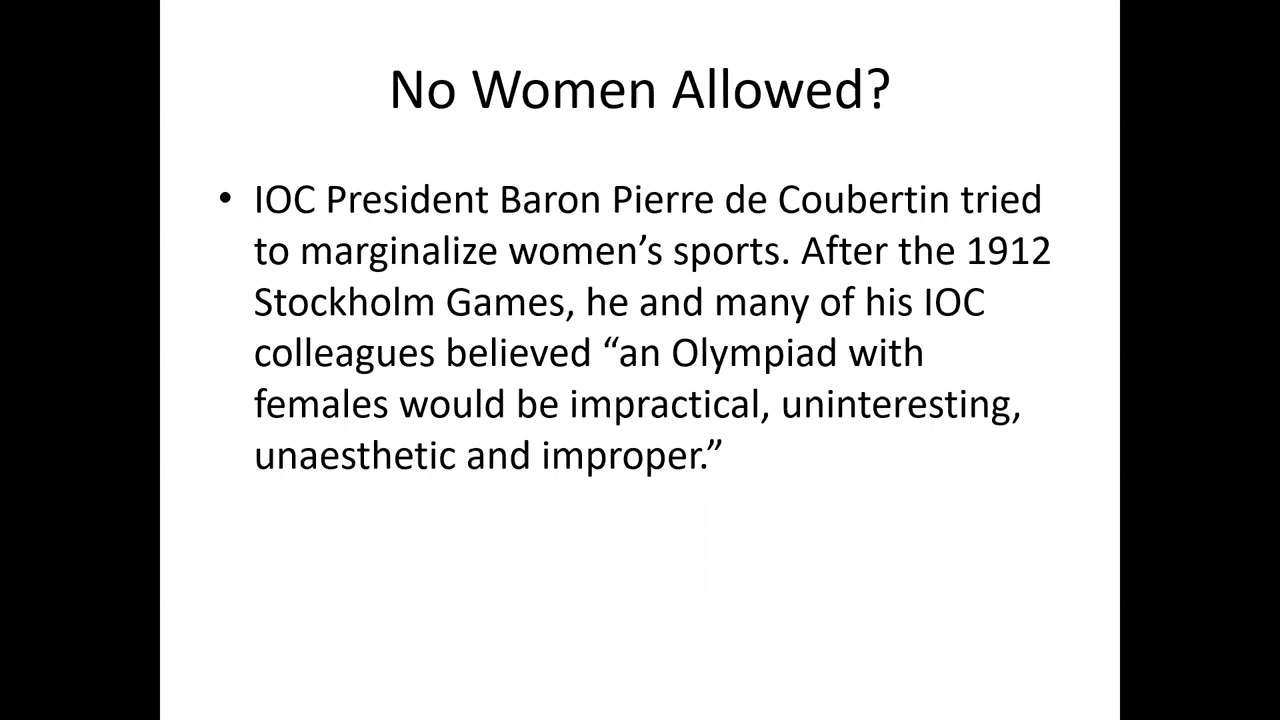 No Women Allowed?
• IOC President Baron Pierre de Coubertin tried
to marginalize women’s sports. After the 1912
Stockholm Games, he and many of his IOC
colleagues believed “an Olympiad with
females would be impractical, uninteresting,
unaesthetic and improper.”